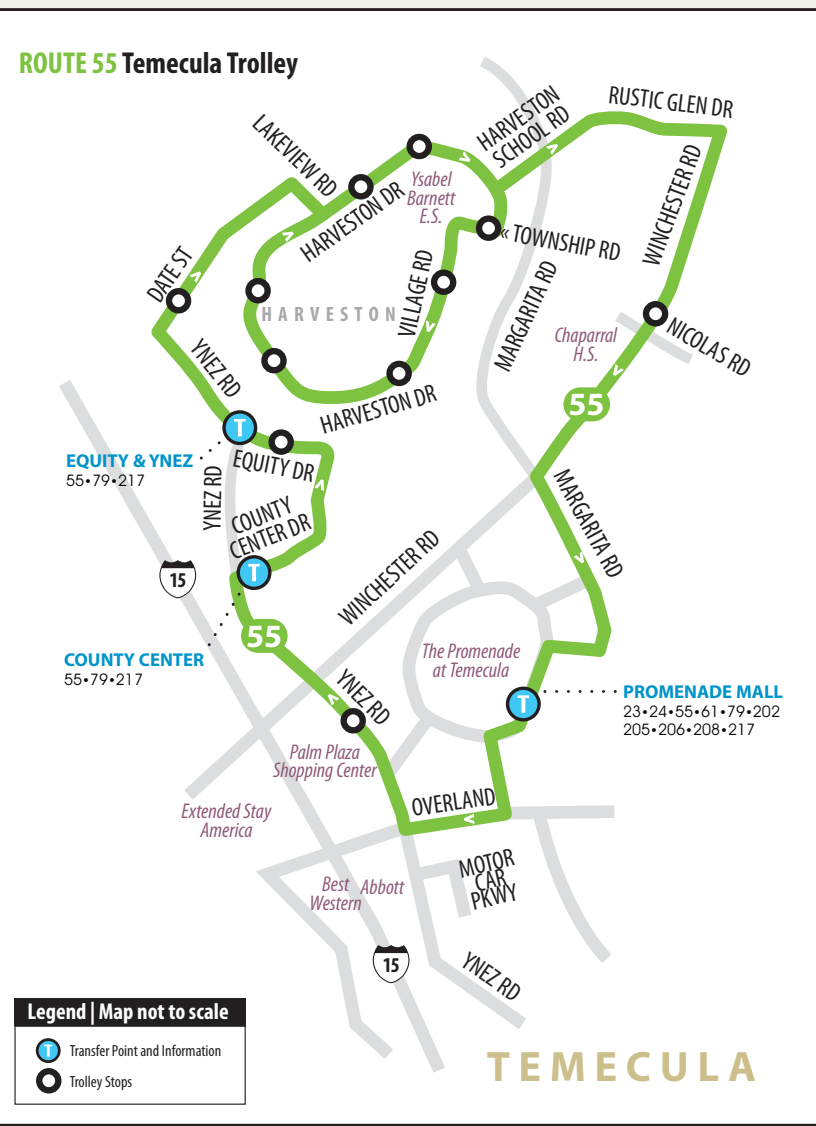 ROUTE 55 Temecula Trolley
LAKEVIEW RD
HARVESTON
SCHOOL RD
RUSTIC GLEN DR
HARVESTON DR
Ysabel
Barnett
E.S.
WINCHESTER RD
« TOWNSHIP RD
DATE ST
VILLAGE RD
MARGARITA RD
HARVESTON
NICOLAS RD
Chaparral
H.S.
YNEZ RD
HARVESTON DR
55
T
EQUITY & YNEZ
55•79•217
EQUITY DR
YNEZ RD
COUNTY
CENTER DR
MARGARITA RD
WINCHESTER RD
T
15
55
COUNTY CENTER
55•79•217
The Promenade
at Temecula
YNEZ RD
T
PROMENADE MALL
23•24•55•61•79•202
205•206•208•217
Palm Plaza
Shopping Center
OVERLAND
Extended Stay
America
MOTOR
CAR
PKWY
Best
Western
Abbott
15
YNEZ RD
Legend | Map not to scale
T Transfer Point and Information
Trolley Stops
TEMECULA